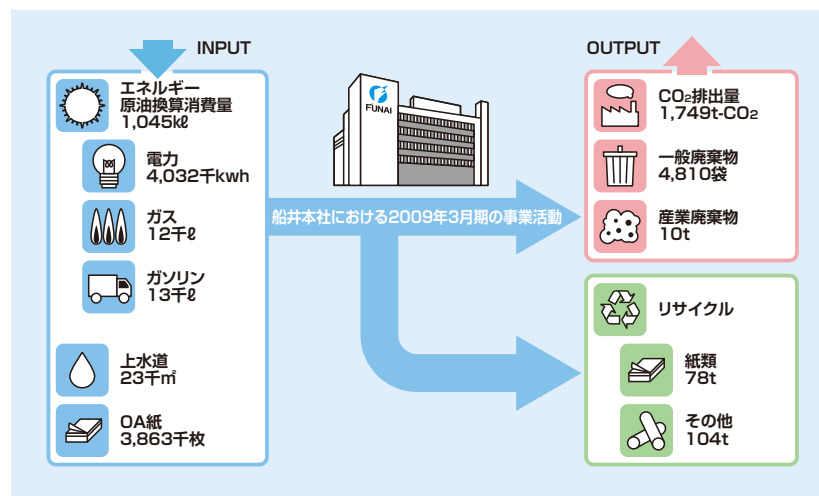 INPUT
エネルギー
原油換算消費量
1,045kℓ
電力
4,032千kwh
ガス
12千ℓ
ガソリン
13千ℓ
上水道
23千㎥
OA紙
3,863千枚
FUNAI
船井本社における2009年3月期の事業活動
OUTPUT
CO₂排出量
1,749t-CO₂
一般廃棄物
4,810袋
産業廃棄物
10t
リサイクル
紙類
78t
その他
104t